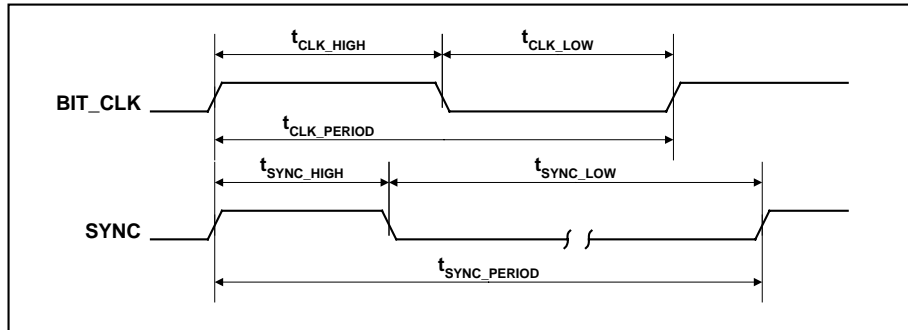 tCLK_HIGH tCLK_LOW
BIT_CLK
tCLK_PERIOD
tSYNC_HIGH tSYNC_LOW
SYNC
tSYNC_PERIOD